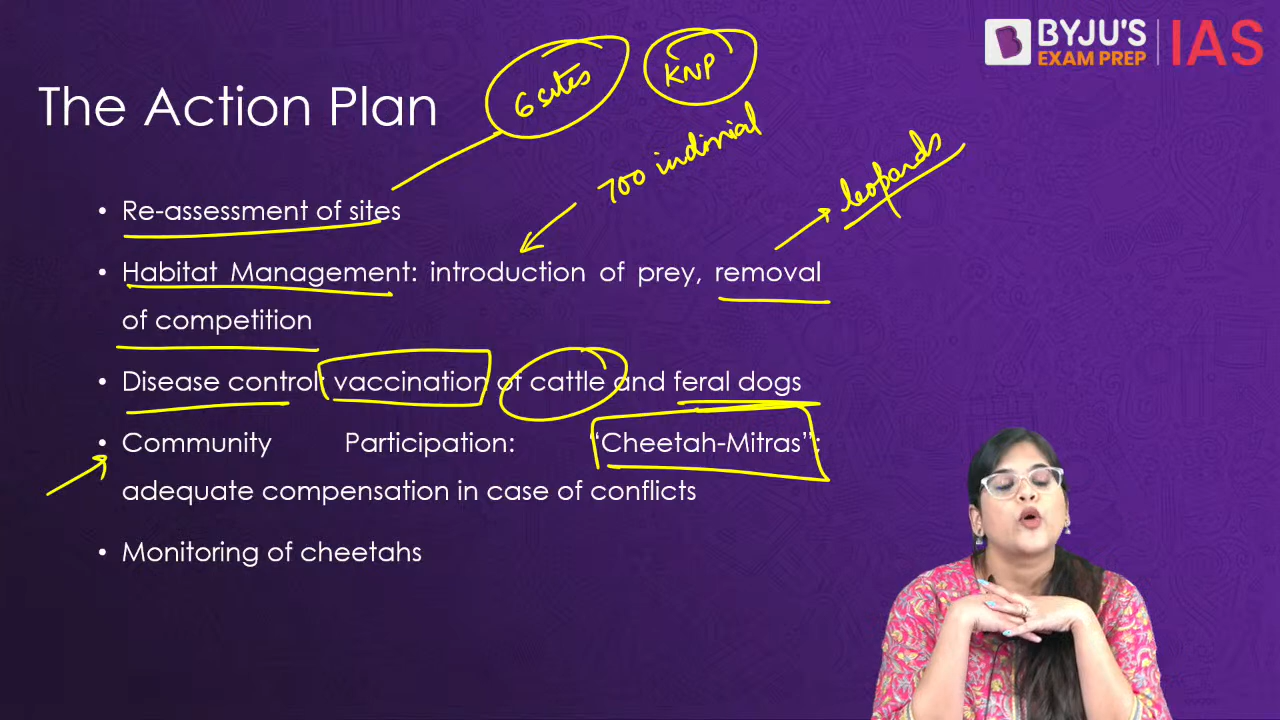 BYJU'S
EXAM PREP
IAS
The Action Plan
6 sites
KNP
700 indivial
leopards
• Re-assessment of sites
• Habitat Management: introduction of prey, removal
of competition
• Disease control: vaccination of cattle and feral dogs
• Community Participation: "Cheetah-Mitras":
adequate compensation in case of conflicts
• Monitoring of cheetahs